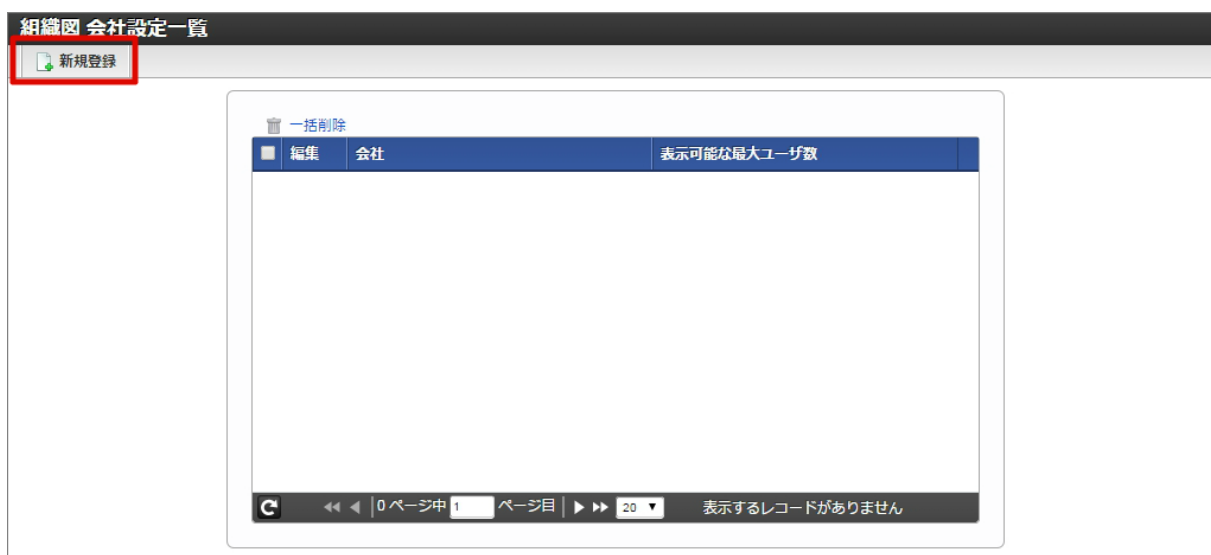 組織図 会社設定一覧
新規登録
一括削除
編集 会社 表示可能な最大ユーザ数
0 ページ中 1 ページ目 20 表示するレコードがありません